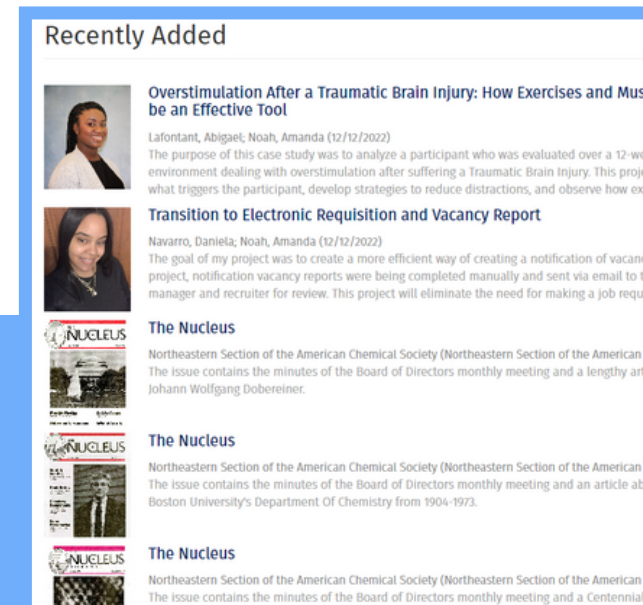 Recently Added
Overstimulation After a Traumatic Brain Injury: How Exercises and Mus
be an Effective Tool
Lafontant, Abigael; Noah, Amanda (12/12/2022)
The purpose of this case study was to analyze a participant who was evaluated over a 12-we
environment dealing with overstimulation after suffering a Traumatic Brain Injury. This proje
what triggers the participant, develop strategies to reduce distractions, and observe how ex
Transition to Electronic Requisition and Vacancy Report
Navarro, Daniela; Noah, Amanda (12/12/2022)
The goal of my project was to create a more efficient way of creating a notification of vacanc
project, notification vacancy reports were being completed manually and sent via email to t
manager and recruiter for review. This project will eliminate the need for making a job requ
NUCLEUS
The Nucleus
Northeastern Section of the American Chemical Society (Northeastern Section of the American
The issue contains the minutes of the Board of Directors monthly meeting and a lengthy art
Johann Wolfgang Dobereiner.
NUCLEUS
The Nucleus
Northeastern Section of the American Chemical Society (Northeastern Section of the American
The issue contains the minutes of the Board of Directors monthly meeting and an article ab
Boston University's Department Of Chemistry from 1904-1973.
NUCLEUS
The Nucleus
Northeastern Section of the American Chemical Society (Northeastern Section of the American
The issue contains the minutes of the Board of Directors monthly meeting and a Centennial